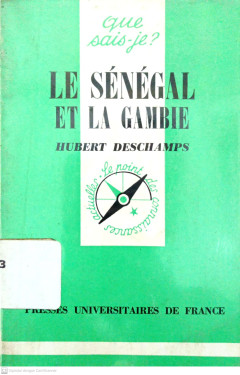 que
sais-je?
LE SÉNÉGAL
ET LA GAMBIE
HUBERT DESCHAMPS
le point des connaissances actuelles
3
PRESSES UNIVERSITAIRES DE FRANCE